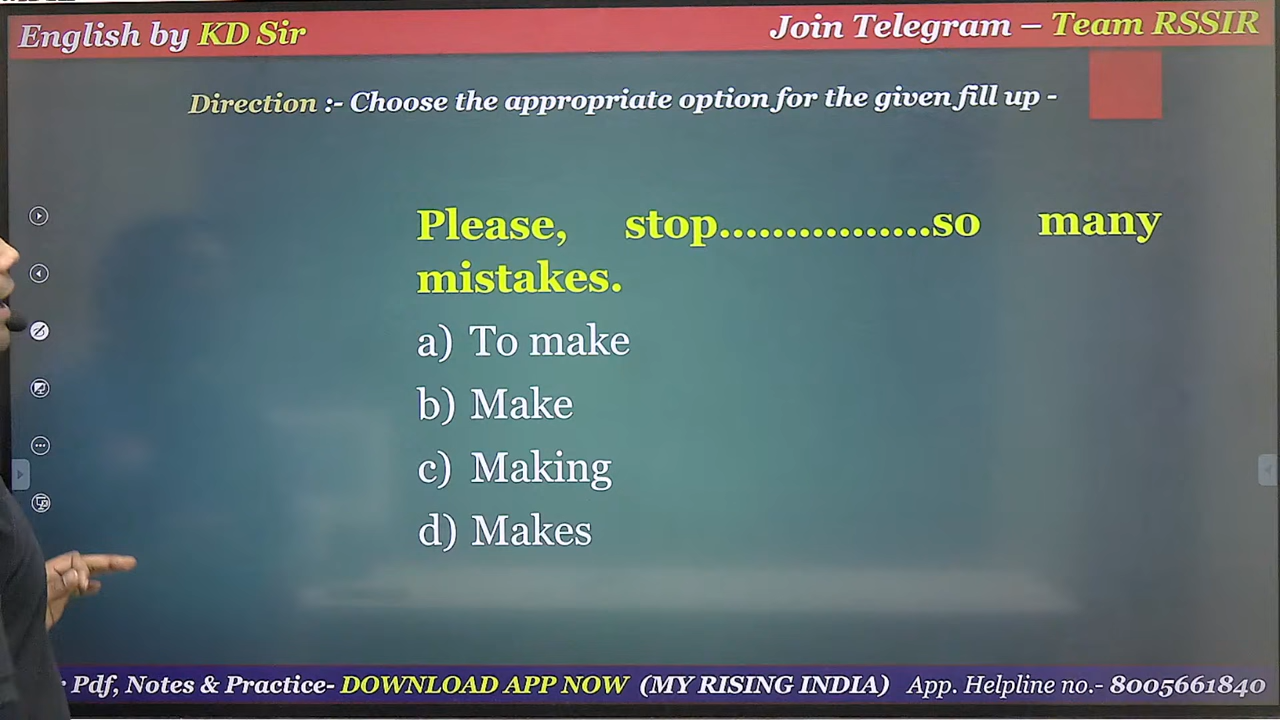 English by KD Sir
Join Telegram – Team RSSIR
Direction :- Choose the appropriate option for the given fill up -
Please, stop................so many
mistakes.
a) To make
b) Make
c) Making
d) Makes
Pdf, Notes & Practice- DOWNLOAD APP NOW (MY RISING INDIA) App. Helpline no.- 8005661840